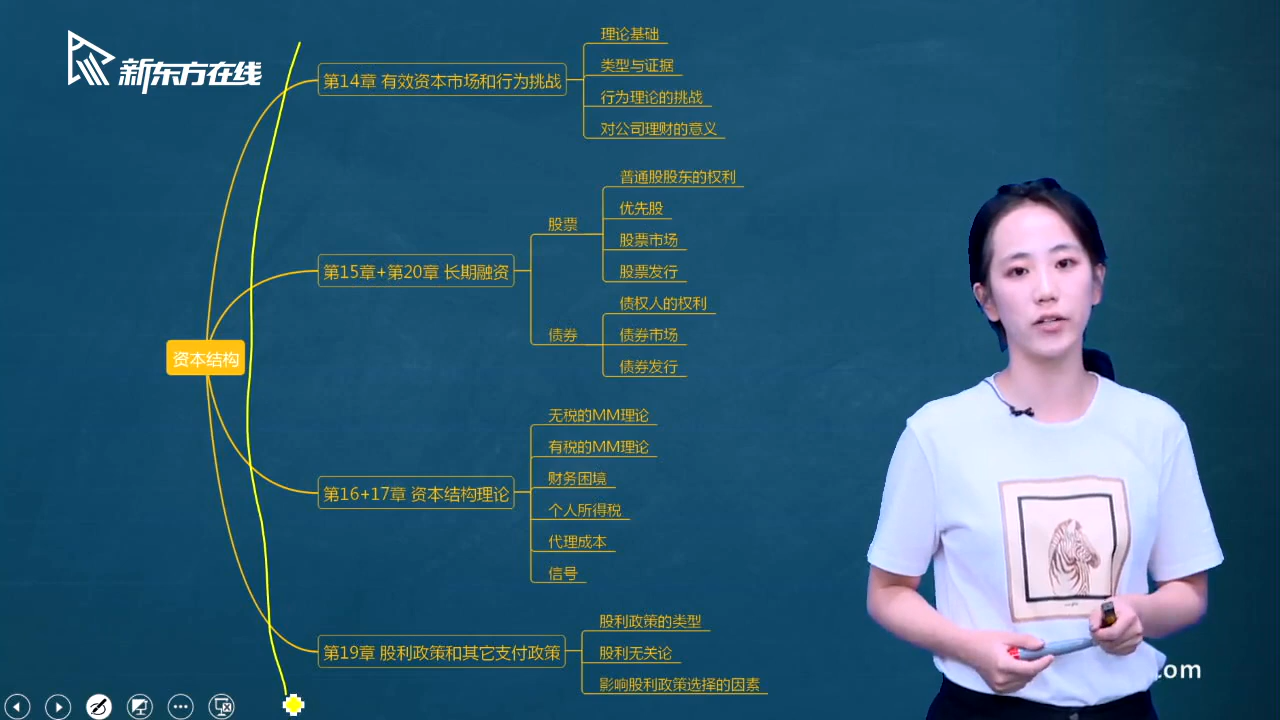 新东方在线
第14章 有效资本市场和行为挑战
理论基础
类型与证据
行为理论的挑战
对公司理财的意义
第15章+第20章 长期融资
股票
普通股股东的权利
优先股
股票市场
股票发行
债券
债权人的权利
债券市场
债券发行
资本结构
第16+17章 资本结构理论
无税的MM理论
有税的MM理论
财务困境
个人所得税
代理成本
信号
第19章 股利政策和其它支付政策
股利政策的类型
股利无关论
影响股利政策选择的因素
.com